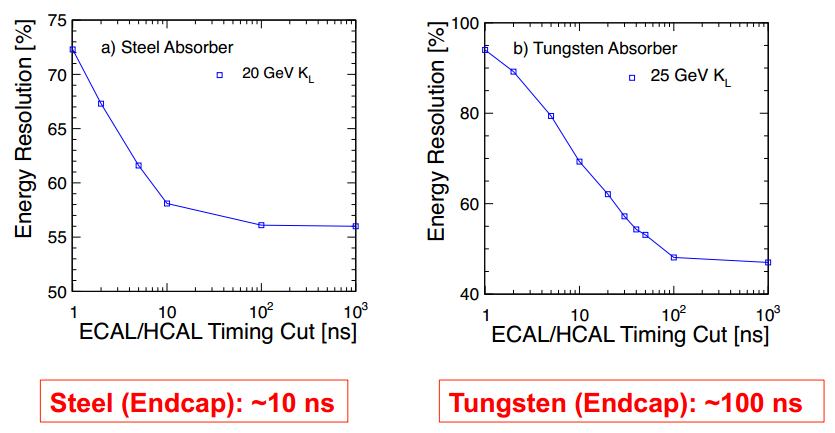 a) Steel Absorber
20 GeV K_L
Energy Resolution [%]
75
70
65
60
55
50
1
10
10²
10³
ECAL/HCAL Timing Cut [ns]
b) Tungsten Absorber
25 GeV K_L
Energy Resolution [%]
100
80
60
40
1
10
10²
10³
ECAL/HCAL Timing Cut [ns]
Steel (Endcap): ~10 ns
Tungsten (Endcap): ~100 ns